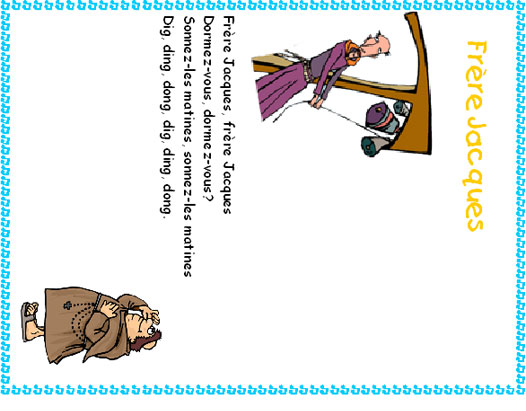 Frère Jacques
Frère Jacques, frère Jacques
Dormez-vous, dormez-vous?
Sonnez-les matines, sonnez-les matines
Dig, ding, dong, dig, ding, dong.